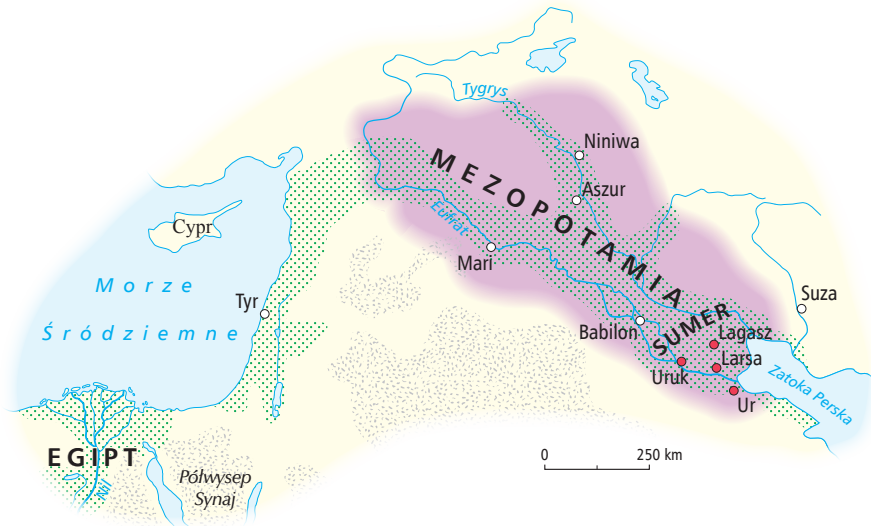 Tygrys
Niniwa
MEZOPOTAMIA
Aszur
Cypr
Eufrat
Mari
Morze
Śródziemne
Tyr
Suza
Babilon
SUMER
Lagasz
Larsa
Uruk
Zatoka Perska
Ur
EGIPT
Nil
Półwysep
Synaj
0 250 km